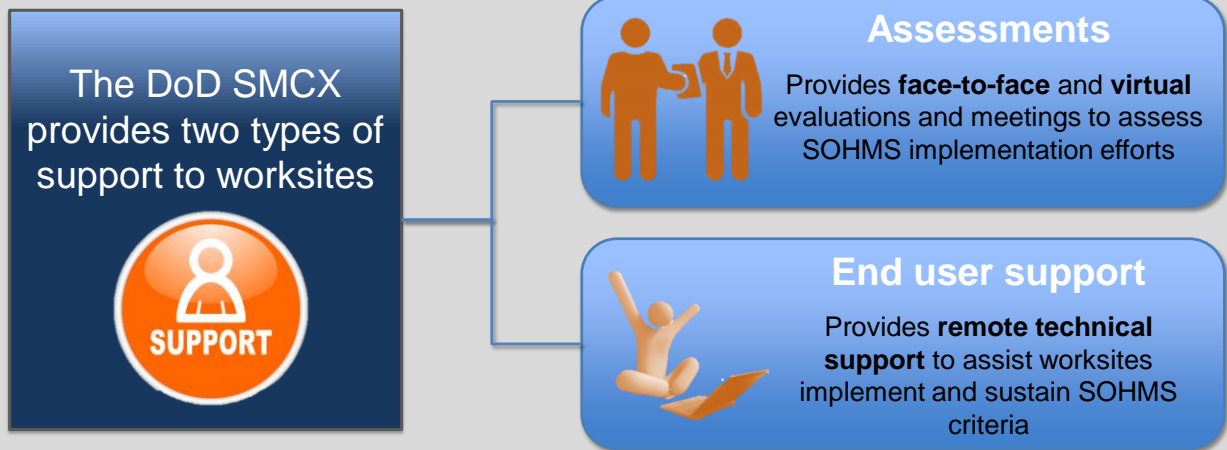 The DoD SMCX
provides two types of
support to worksites
SUPPORT
Assessments
Provides face-to-face and virtual
evaluations and meetings to assess
SOHMS implementation efforts
End user support
Provides remote technical
support to assist worksites
implement and sustain SOHMS
criteria